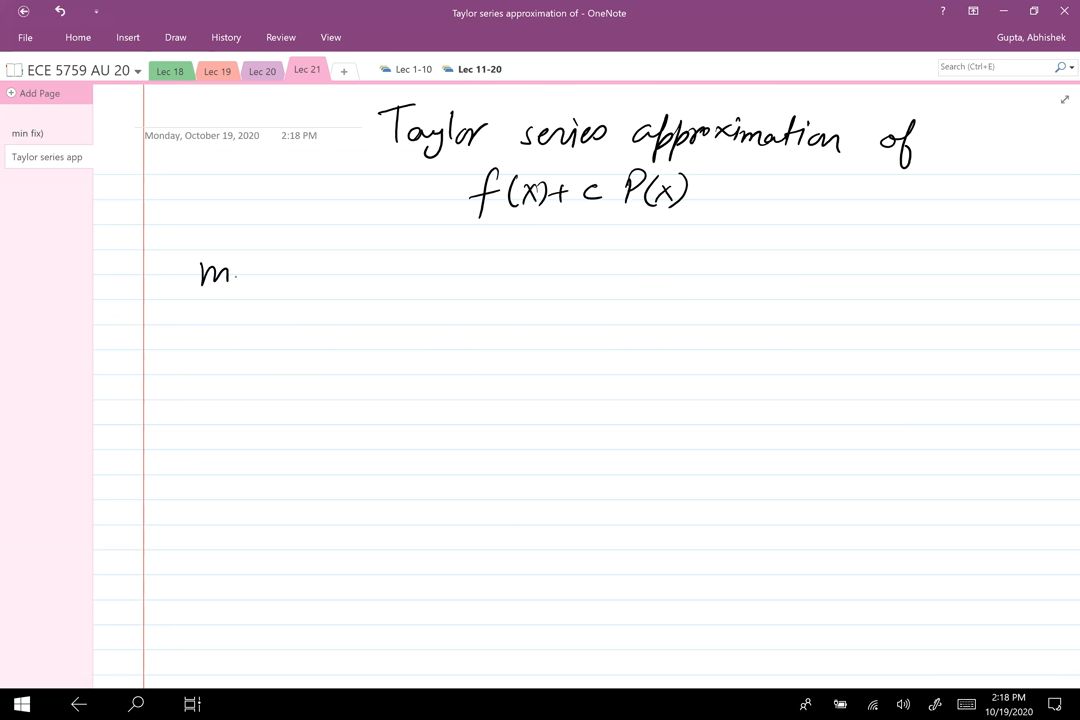 Taylor series approximation of - OneNote
?
File Home Insert Draw History Review View
Gupta, Abhishek
ECE 5759 AU 20
Lec 18
Lec 19
Lec 20
Lec 21
+
Lec 1-10
Lec 11-20
Search (Ctrl+E)
Add Page
min f(x)
Taylor series app
Monday, October 19, 2020 2:18 PM
Taylor series approximation of
f(x)+ c P(x)
m
2:18 PM
10/19/2020